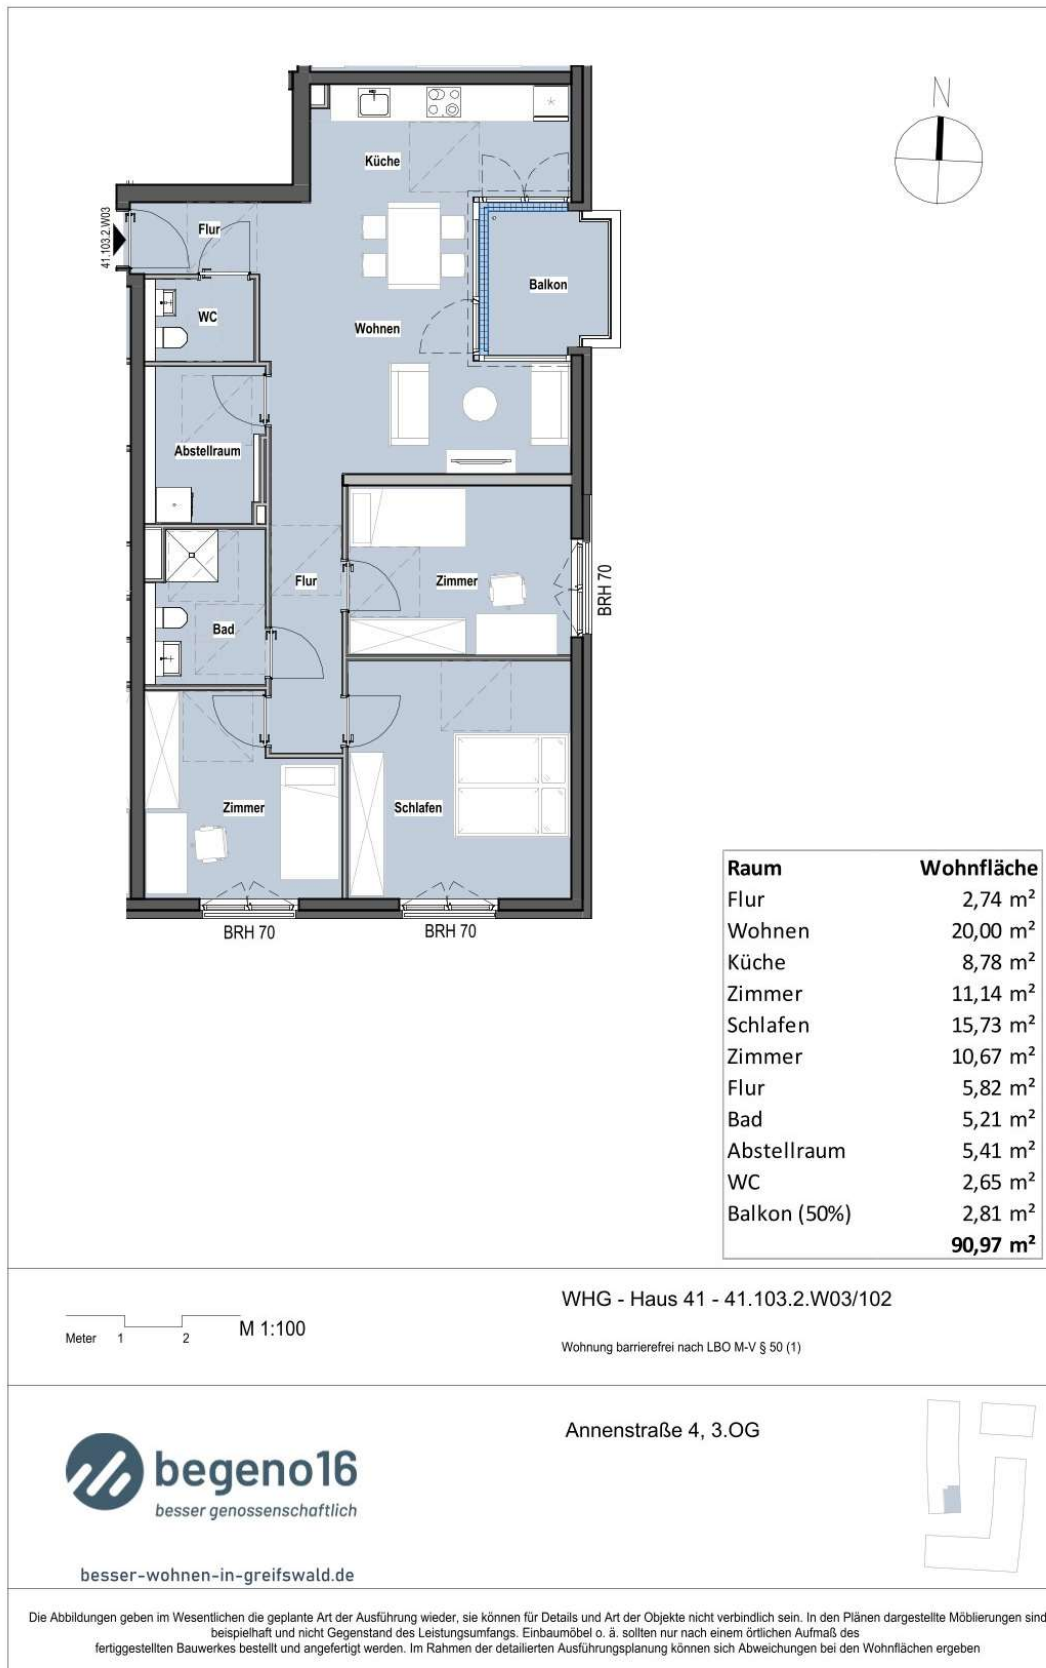 N
Küche
41.103.2.W03
Flur
Balkon
WC
Wohnen
Abstellraum
Flur
Zimmer
BRH 70
Bad
Zimmer
Schlafen
BRH 70
BRH 70
Raum Wohnfläche
Flur 2,74 m²
Wohnen 20,00 m²
Küche 8,78 m²
Zimmer 11,14 m²
Schlafen 15,73 m²
Zimmer 10,67 m²
Flur 5,82 m²
Bad 5,21 m²
Abstellraum 5,41 m²
WC 2,65 m²
Balkon (50%) 2,81 m²
90,97 m²
Meter 1 2 M 1:100
WHG - Haus 41 - 41.103.2.W03/102
Wohnung barrierefrei nach LBO M-V § 50 (1)
begeno16
besser genossenschaftlich
besser-wohnen-in-greifswald.de
Annenstraße 4, 3.OG
Die Abbildungen geben im Wesentlichen die geplante Art der Ausführung wieder, sie können für Details und Art der Objekte nicht verbindlich sein. In den Plänen dargestellte Möblierungen sind
beispielhaft und nicht Gegenstand des Leistungsumfangs. Einbaumöbel o. ä. sollten nur nach einem örtlichen Aufmaß des
fertiggestellten Bauwerkes bestellt und angefertigt werden. Im Rahmen der detailierten Ausführungsplanung können sich Abweichungen bei den Wohnflächen ergeben